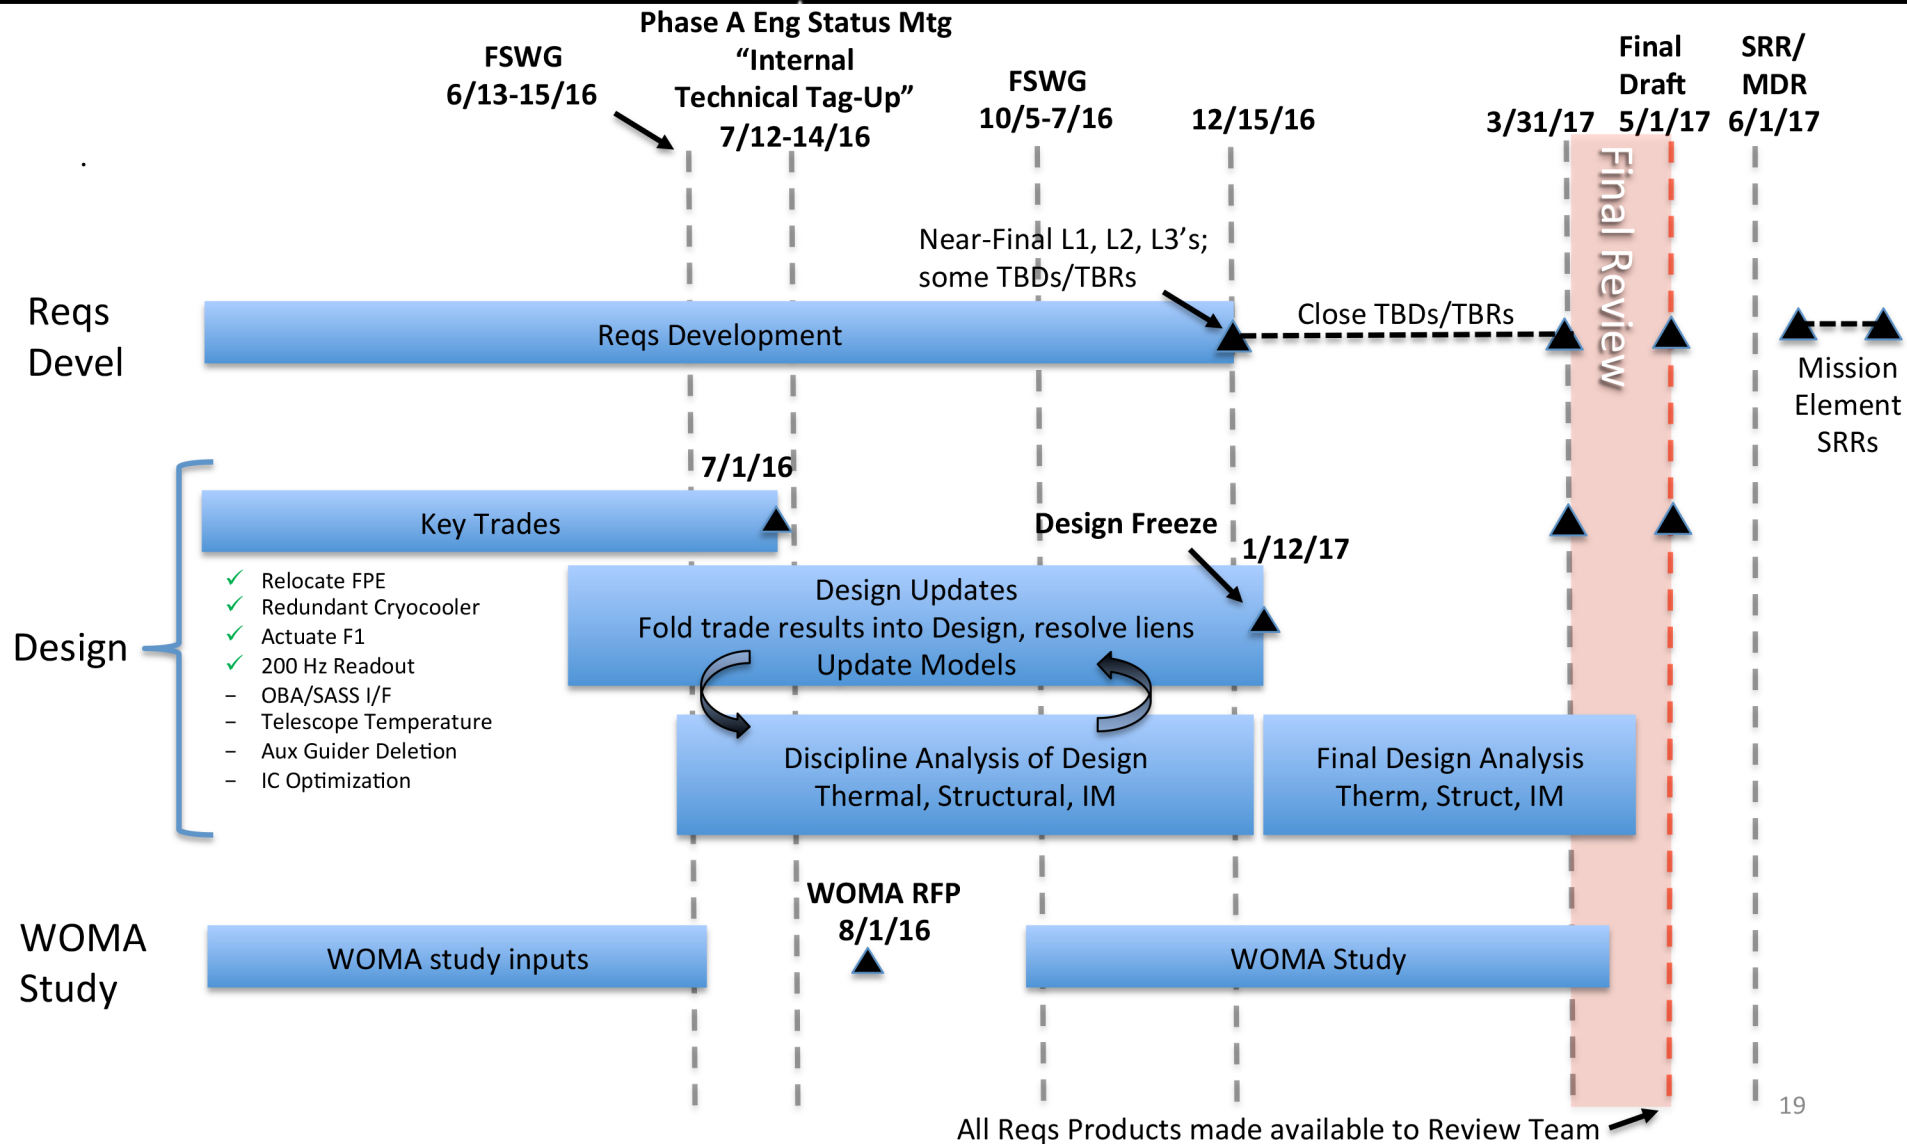 FSWG
6/13-15/16
Phase A Eng Status Mtg
“Internal
Technical Tag-Up”
7/12-14/16
FSWG
10/5-7/16
12/15/16
3/31/17
Final
Draft
5/1/17
SRR/
MDR
6/1/17
Final Review
Near-Final L1, L2, L3’s;
some TBDs/TBRs
Reqs
Devel
Reqs Development
Close TBDs/TBRs
Mission
Element
SRRs
Design
7/1/16
Key Trades
✓ Relocate FPE
✓ Redundant Cryocooler
✓ Actuate F1
✓ 200 Hz Readout
– OBA/SASS I/F
– Telescope Temperature
– Aux Guider Deletion
– IC Optimization
Design Freeze
1/12/17
Design Updates
Fold trade results into Design, resolve liens
Update Models
Discipline Analysis of Design
Thermal, Structural, IM
Final Design Analysis
Therm, Struct, IM
WOMA
Study
WOMA study inputs
WOMA RFP
8/1/16
WOMA Study
All Reqs Products made available to Review Team
19